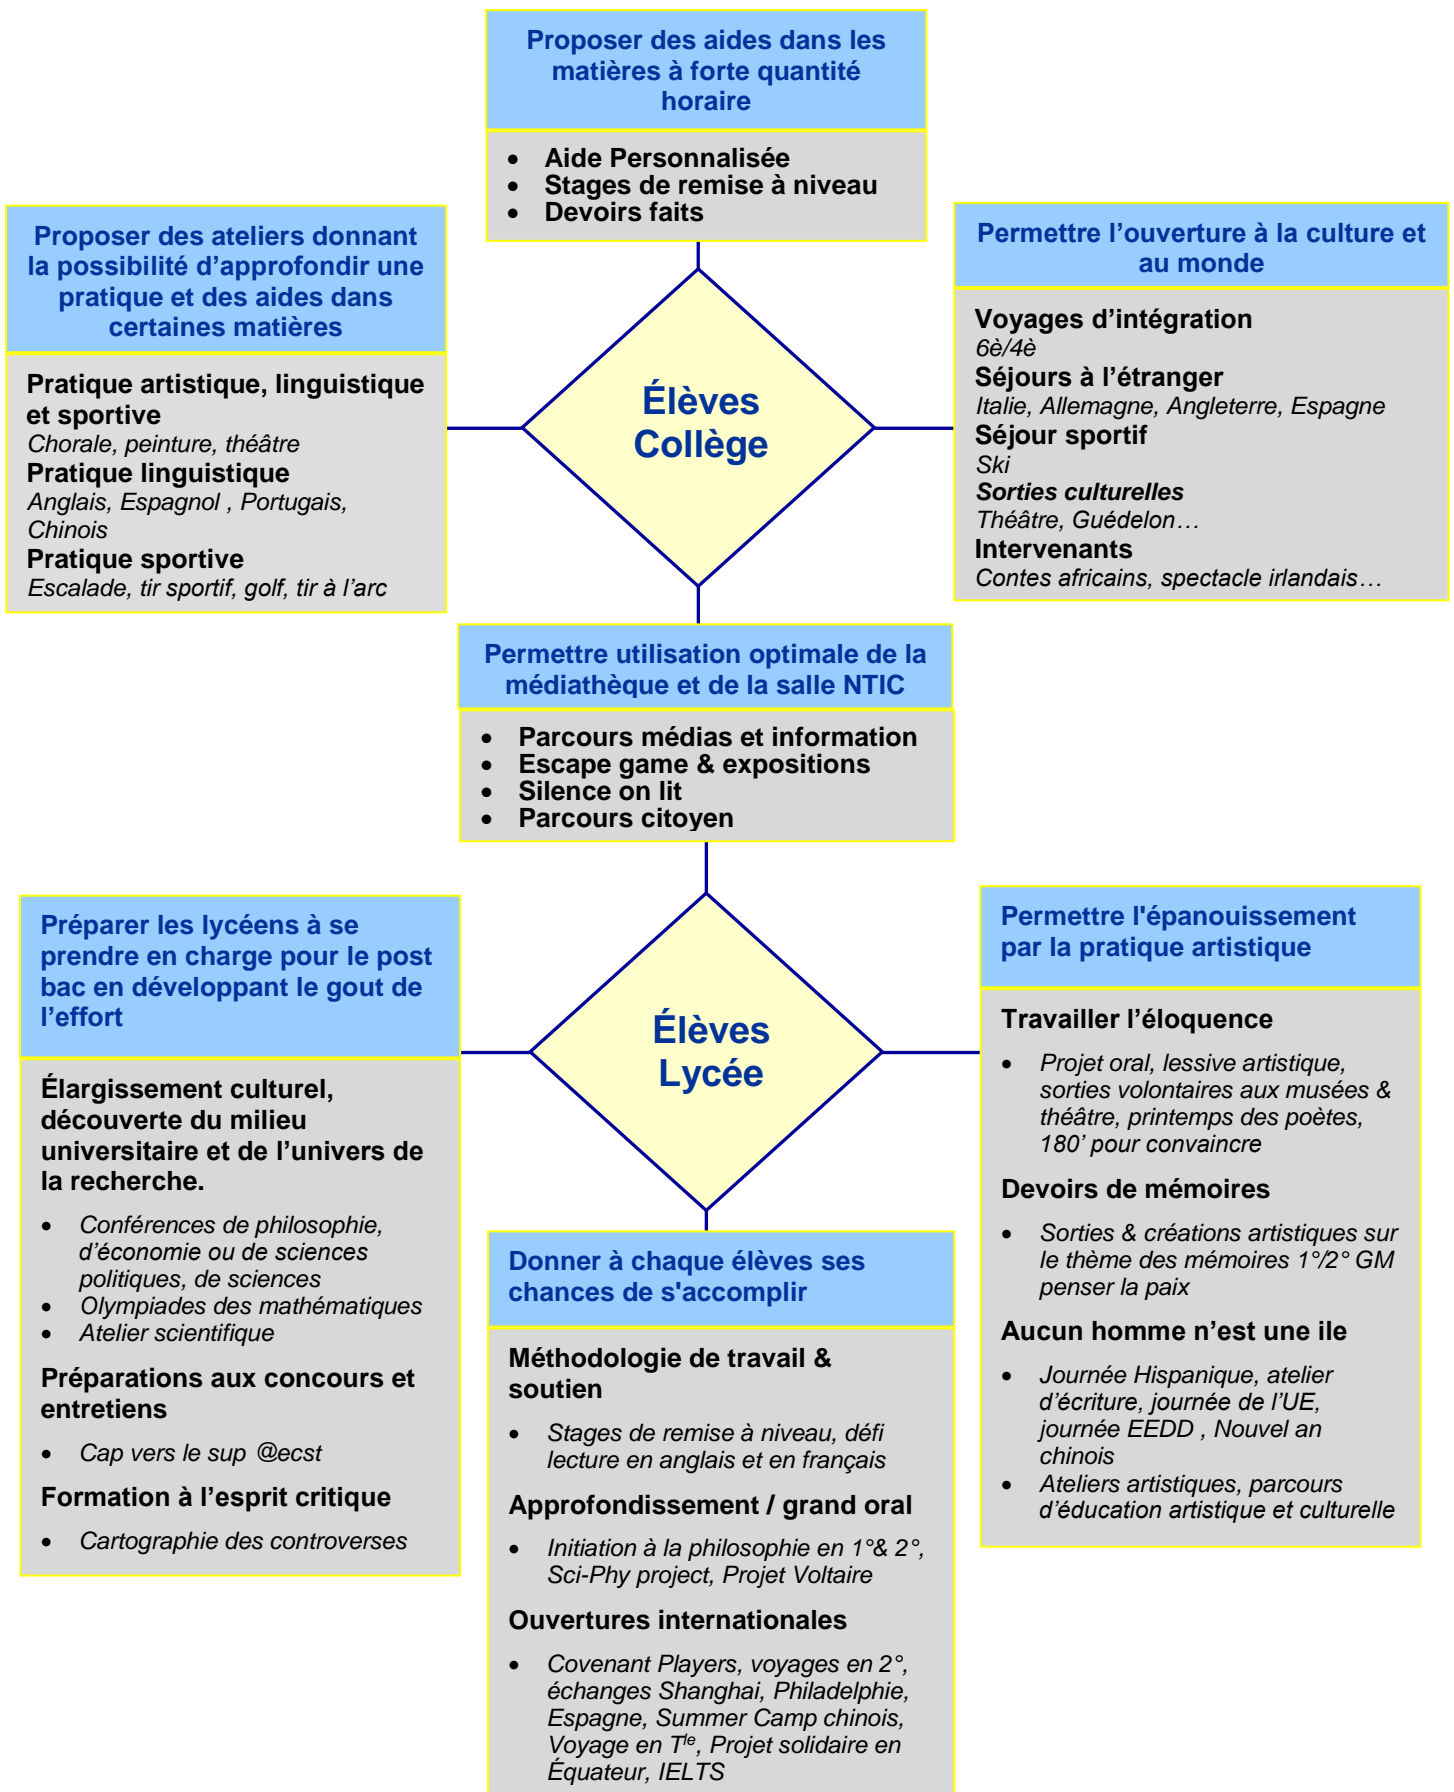 Proposer des aides dans les
matières à forte quantité
horaire
• Aide Personnalisée
• Stages de remise à niveau
• Devoirs faits
Proposer des ateliers donnant
la possibilité d’approfondir une
pratique et des aides dans
certaines matières
Pratique artistique, linguistique
et sportive
Chorale, peinture, théâtre
Pratique linguistique
Anglais, Espagnol , Portugais,
Chinois
Pratique sportive
Escalade, tir sportif, golf, tir à l’arc
Élèves
Collège
Permettre l’ouverture à la culture et
au monde
Voyages d’intégration
6è/4è
Séjours à l’étranger
Italie, Allemagne, Angleterre, Espagne
Séjour sportif
Ski
Sorties culturelles
Théâtre, Guédelon…
Intervenants
Contes africains, spectacle irlandais…
Permettre utilisation optimale de la
médiathèque et de la salle NTIC
• Parcours médias et information
• Escape game & expositions
• Silence on lit
• Parcours citoyen
Préparer les lycéens à se
prendre en charge pour le post
bac en développant le gout de
l’effort
Élargissement culturel,
découverte du milieu
universitaire et de l’univers de
la recherche.
• Conférences de philosophie,
d’économie ou de sciences
politiques, de sciences
• Olympiades des mathématiques
• Atelier scientifique
Préparations aux concours et
entretiens
• Cap vers le sup @ecst
Formation à l’esprit critique
• Cartographie des controverses
Élèves
Lycée
Permettre l'épanouissement
par la pratique artistique
Travailler l’éloquence
• Projet oral, lessive artistique,
sorties volontaires aux musées &
théâtre, printemps des poètes,
180’ pour convaincre
Devoirs de mémoires
• Sorties & créations artistiques sur
le thème des mémoires 1°/2° GM
penser la paix
Aucun homme n’est une ile
• Journée Hispanique, atelier
d’écriture, journée de l’UE,
journée EEDD , Nouvel an
chinois
• Ateliers artistiques, parcours
d’éducation artistique et culturelle
Donner à chaque élèves ses
chances de s'accomplir
Méthodologie de travail &
soutien
• Stages de remise à niveau, défi
lecture en anglais et en français
Approfondissement / grand oral
• Initiation à la philosophie en 1°& 2°,
Sci-Phy project, Projet Voltaire
Ouvertures internationales
• Covenant Players, voyages en 2°,
échanges Shanghai, Philadelphie,
Espagne, Summer Camp chinois,
Voyage en Tle, Projet solidaire en
Équateur, IELTS